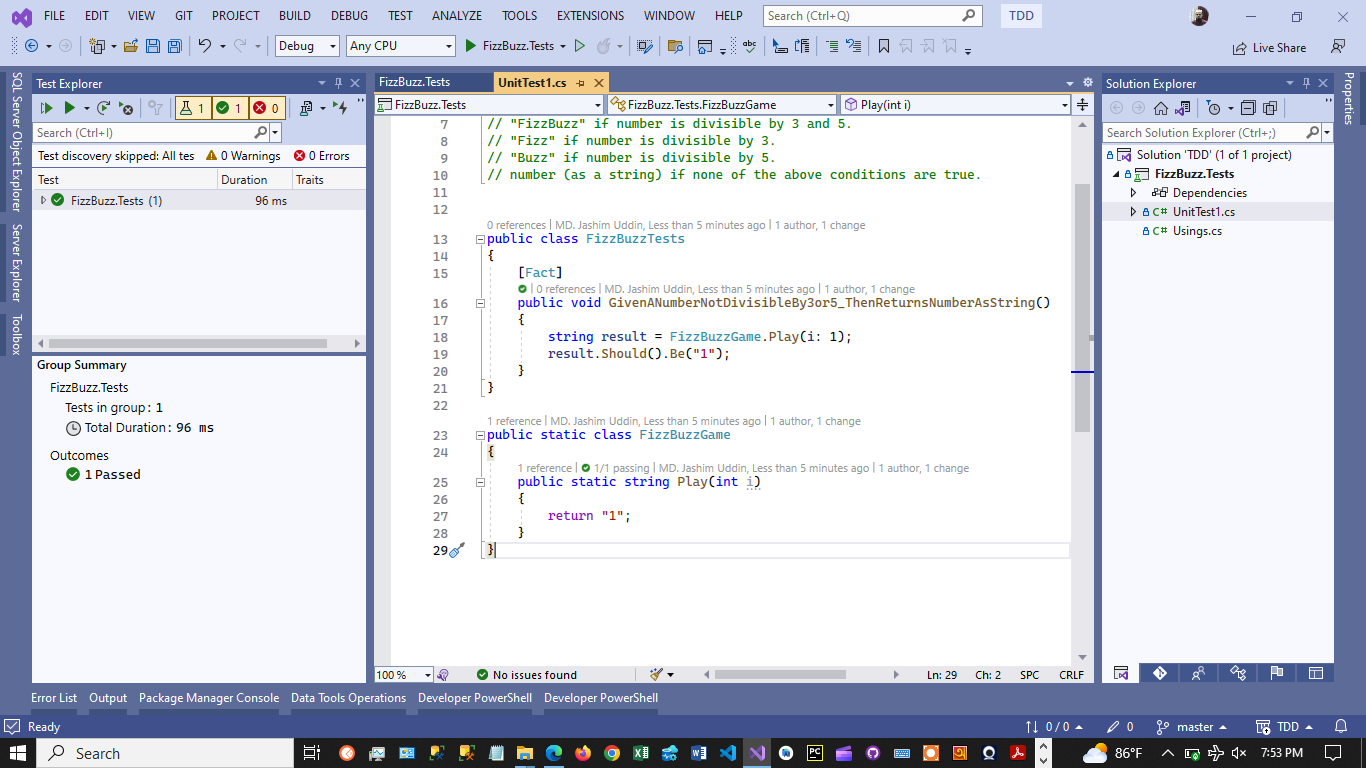 FILE EDIT VIEW GIT PROJECT BUILD DEBUG TEST ANALYZE TOOLS EXTENSIONS WINDOW HELP Search (Ctrl+Q) TDD
Debug Any CPU FizzBuzz.Tests Live Share
SQL Server Object Explorer
Server Explorer
Toolbox
Test Explorer
1 1 0
Search (Ctrl+I)
Test discovery skipped: All tes 0 Warnings 0 Errors
Test Duration Traits
FizzBuzz.Tests (1) 96 ms
Group Summary
FizzBuzz.Tests
Tests in group: 1
Total Duration: 96 ms
Outcomes
1 Passed
FizzBuzz.Tests UnitTest1.cs
FizzBuzz.Tests FizzBuzz.Tests.FizzBuzzGame Play(int i)
7 // "FizzBuzz" if number is divisible by 3 and 5.
8 // "Fizz" if number is divisible by 3.
9 // "Buzz" if number is divisible by 5.
10 // number (as a string) if none of the above conditions are true.
11
12
0 references | MD. Jashim Uddin, Less than 5 minutes ago | 1 author, 1 change
13 public class FizzBuzzTests
14 {
15 [Fact]
| 0 references | MD. Jashim Uddin, Less than 5 minutes ago | 1 author, 1 change
16 public void GivenANumberNotDivisibleBy3or5_ThenReturnsNumberAsString()
17 {
18 string result = FizzBuzzGame.Play(i: 1);
19 result.Should().Be("1");
20 }
21 }
22
1 reference | MD. Jashim Uddin, Less than 5 minutes ago | 1 author, 1 change
23 public static class FizzBuzzGame
24 {
1 reference | 1/1 passing | MD. Jashim Uddin, Less than 5 minutes ago | 1 author, 1 change
25 public static string Play(int i)
26 {
27 return "1";
28 }
29 }
100 % No issues found Ln: 29 Ch: 2 SPC CRLF
Solution Explorer
Search Solution Explorer (Ctrl+;)
Solution 'TDD' (1 of 1 project)
FizzBuzz.Tests
Dependencies
C# UnitTest1.cs
C# Usings.cs
Properties
Error List Output Package Manager Console Data Tools Operations Developer PowerShell Developer PowerShell
Ready 0 / 0 0 master TDD
Search 86°F 7:53 PM